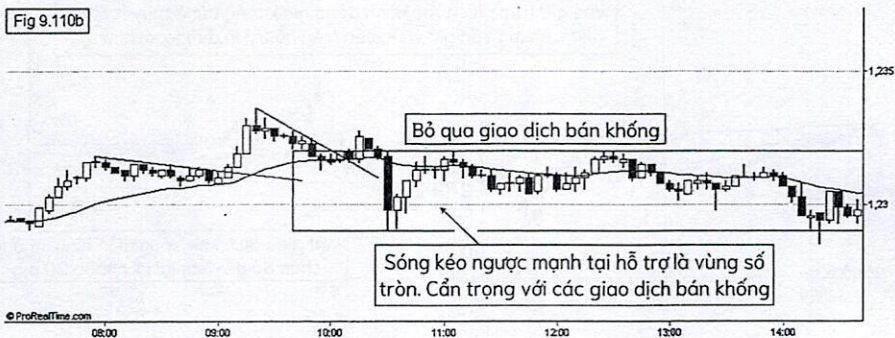 Fig 9.110b
1,235
Bỏ qua giao dịch bán khống
1,23
Sóng kéo ngược mạnh tại hỗ trợ là vùng số
tròn. Cẩn trọng với các giao dịch bán khống
© ProRealTime.com
08:00 09:00 10:00 11:00 12:00 13:00 14:00